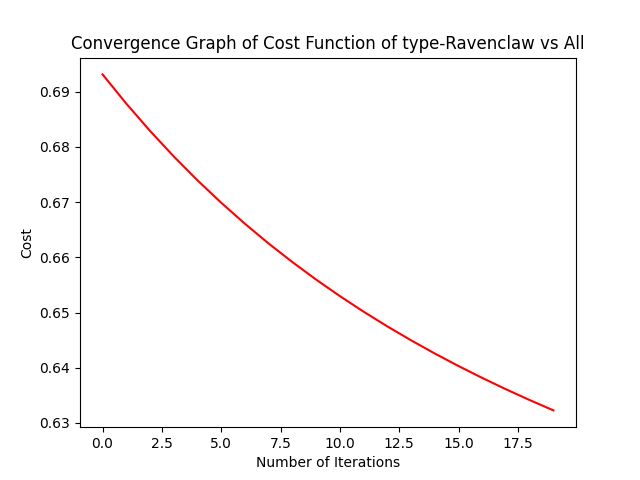 Convergence Graph of Cost Function of type-Ravenclaw vs All
0.69
0.68
0.67
0.66
0.65
0.64
0.63
Cost
0.0 2.5 5.0 7.5 10.0 12.5 15.0 17.5
Number of Iterations